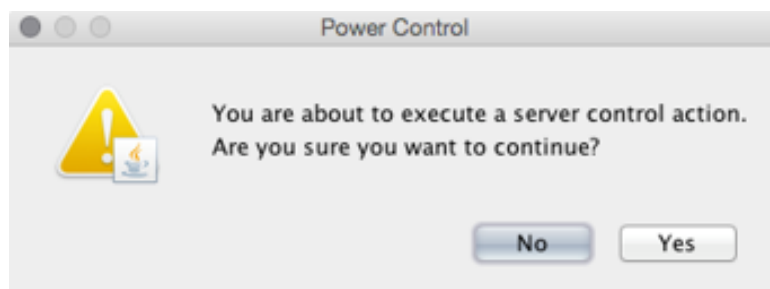 Power Control
You are about to execute a server control action.
Are you sure you want to continue?
No
Yes